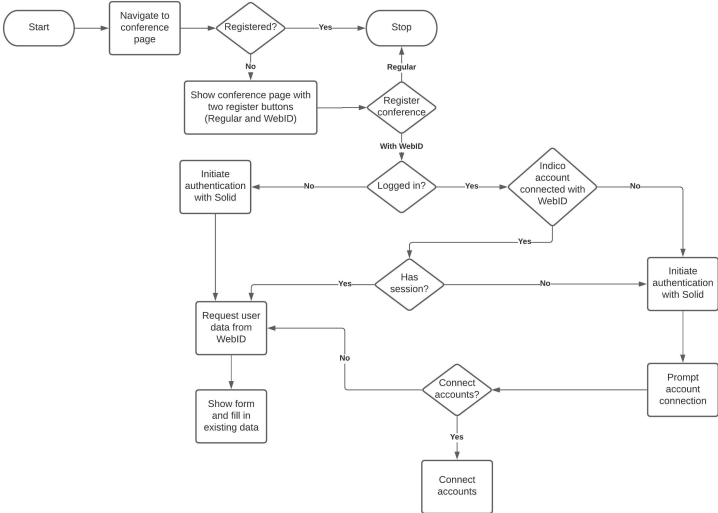 Start
Navigate to
conference
page
Registered?
Yes
Stop
No
Regular
Show conference page with
two register buttons
(Regular and WebID)
Register
conference
With WebID
Initiate
authentication
with Solid
No
Logged in?
Yes
Indico
account
connected with
WebID
No
Yes
Has
session?
Yes
No
Initiate
authentication
with Solid
Request user
data from
WebID
No
Connect
accounts?
Prompt
account
connection
Show form
and fill in
existing data
Yes
Connect
accounts